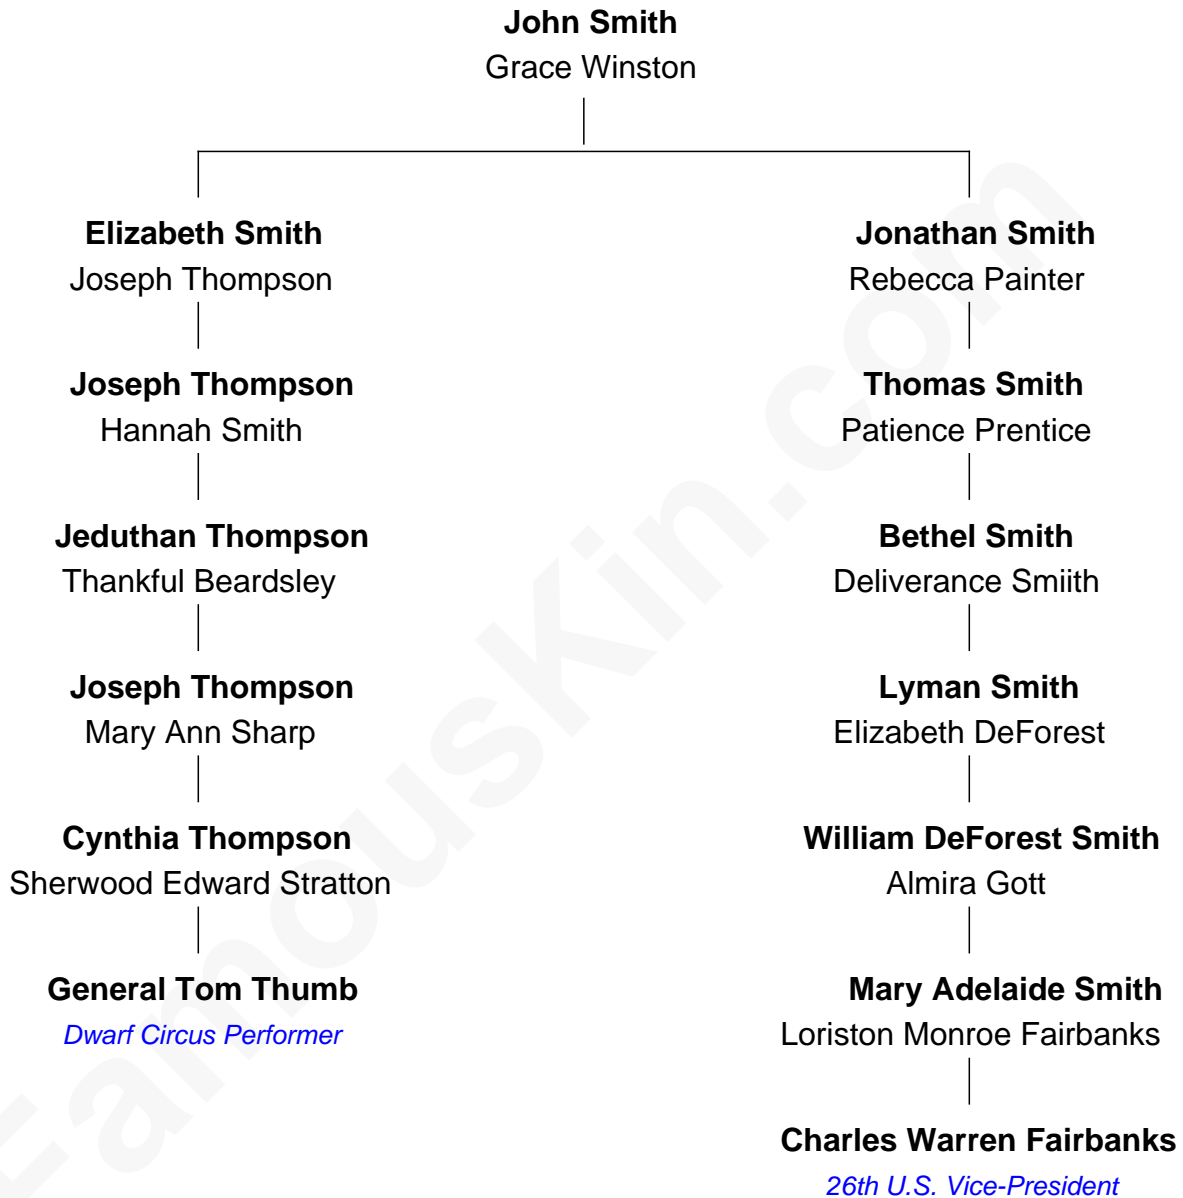 John Smith
Grace Winston
Elizabeth Smith
Joseph Thompson
Jonathan Smith
Rebecca Painter
Joseph Thompson
Hannah Smith
Thomas Smith
Patience Prentice
Jeduthan Thompson
Thankful Beardsley
Bethel Smith
Deliverance Smiith
Joseph Thompson
Mary Ann Sharp
Lyman Smith
Elizabeth DeForest
Cynthia Thompson
Sherwood Edward Stratton
William DeForest Smith
Almira Gott
General Tom Thumb
Dwarf Circus Performer
Mary Adelaide Smith
Loriston Monroe Fairbanks
Charles Warren Fairbanks
26th U.S. Vice-President
FamousKin.com